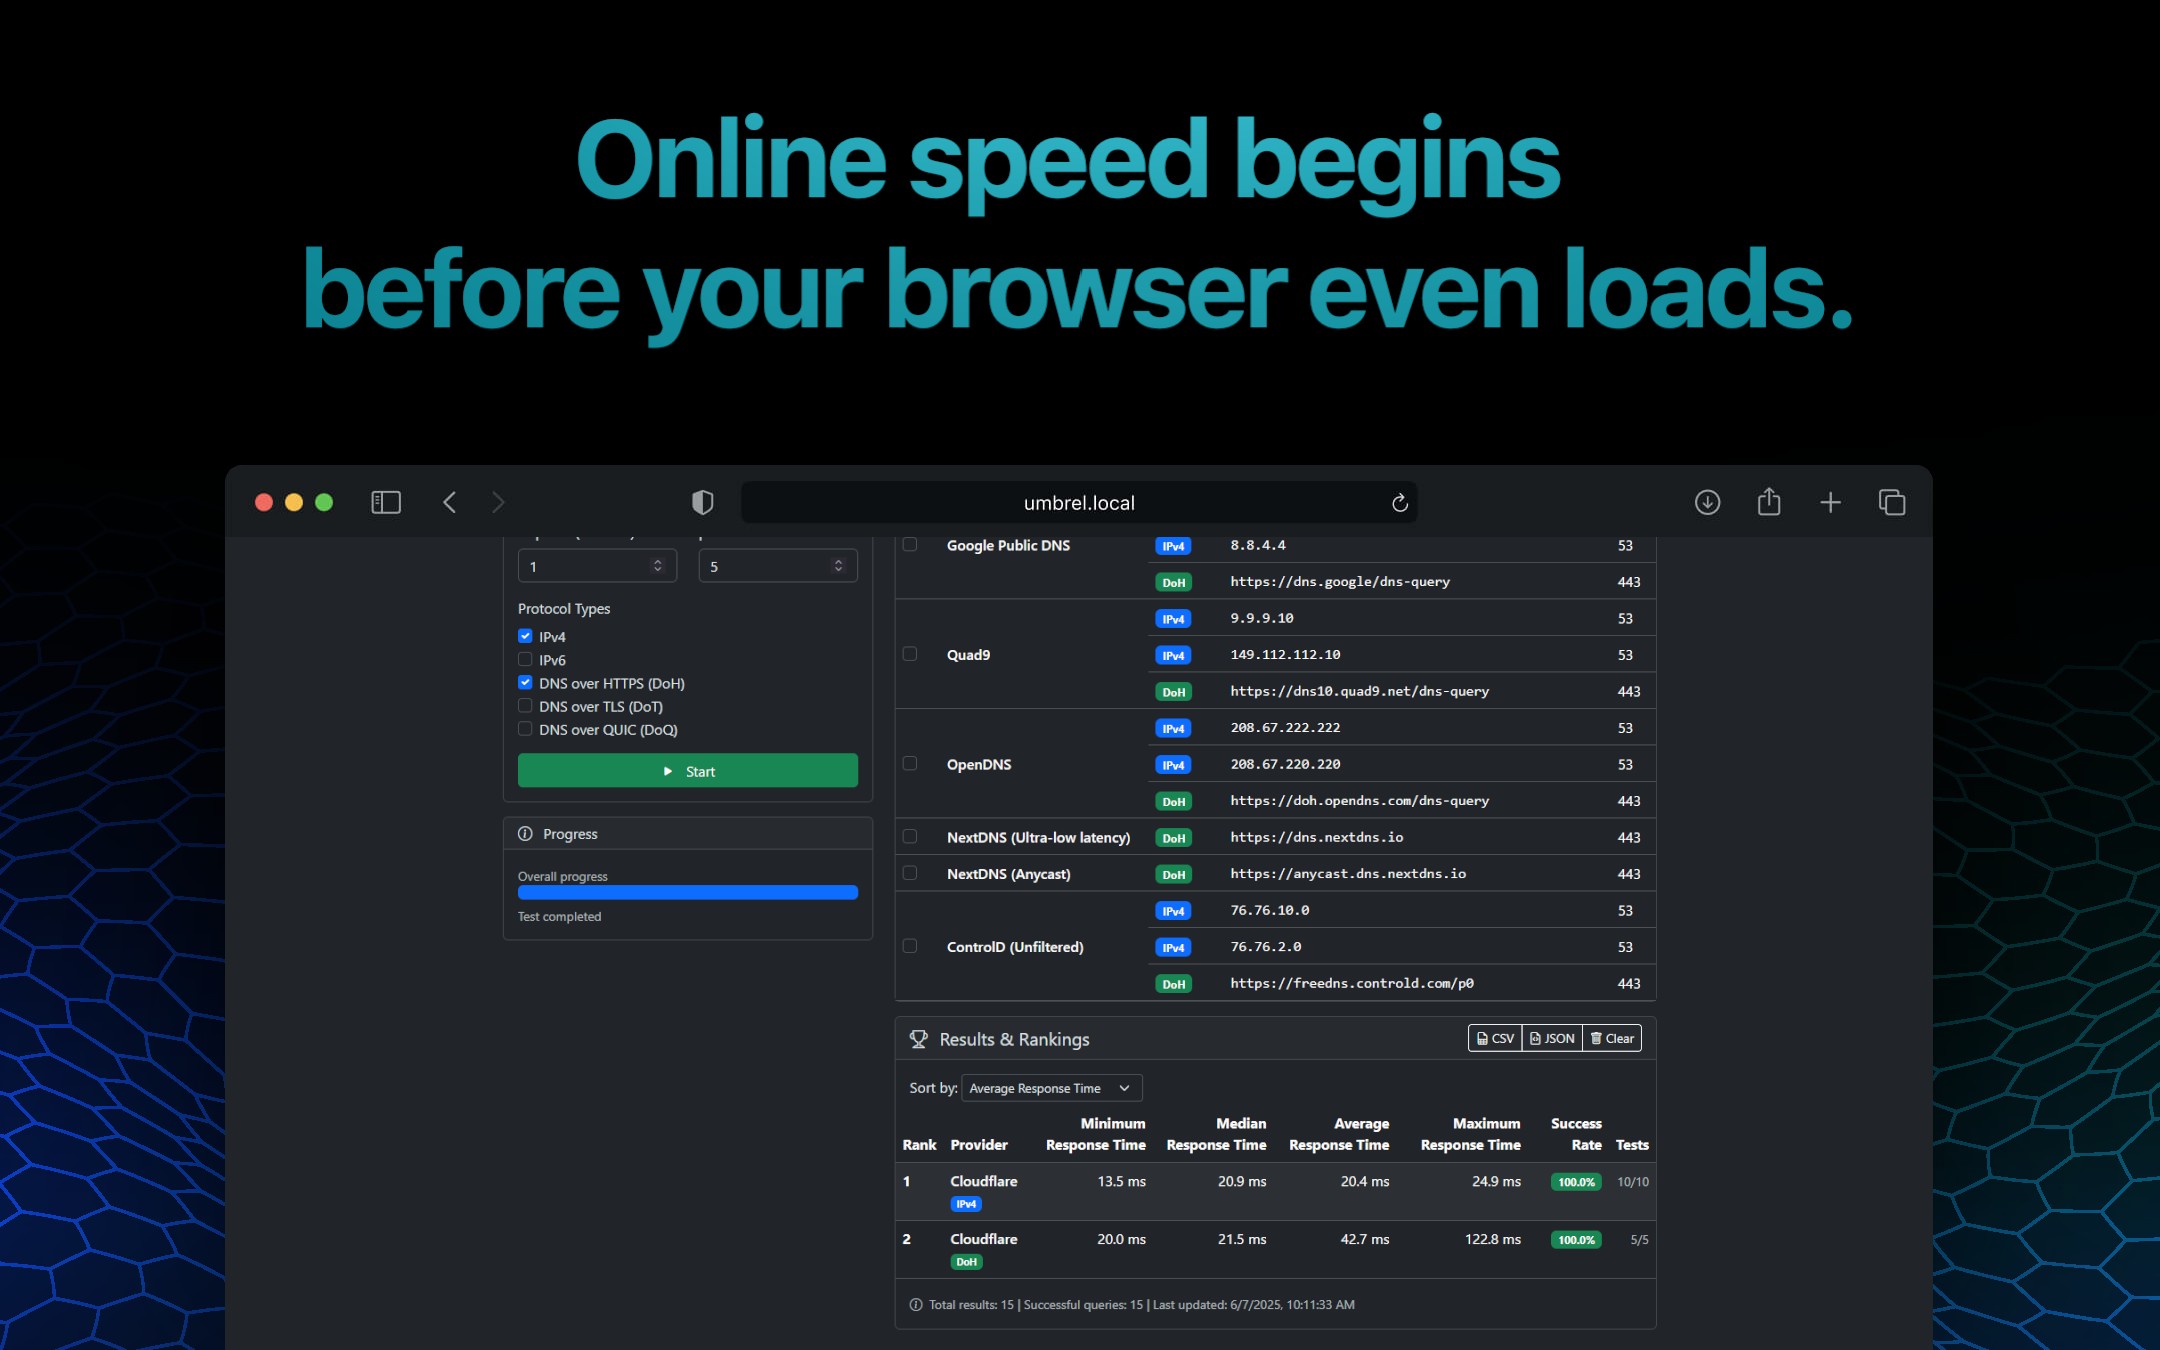 Online speed begins
before your browser even loads.
umbrel.local
1
5
Protocol Types
IPv4
IPv6
DNS over HTTPS (DoH)
DNS over TLS (DoT)
DNS over QUIC (DoQ)
Start
Progress
Overall progress
Test completed
Google Public DNS IPv4 8.8.4.4 53
DoH https://dns.google/dns-query 443
IPv4 9.9.9.10 53
Quad9 IPv4 149.112.112.10 53
DoH https://dns10.quad9.net/dns-query 443
IPv4 208.67.222.222 53
OpenDNS IPv4 208.67.220.220 53
DoH https://doh.opendns.com/dns-query 443
NextDNS (Ultra-low latency) DoH https://dns.nextdns.io 443
NextDNS (Anycast) DoH https://anycast.dns.nextdns.io 443
IPv4 76.76.10.0 53
ControlD (Unfiltered) IPv4 76.76.2.0 53
DoH https://freedns.controld.com/p0 443
Results & Rankings CSV JSON Clear
Sort by: Average Response Time
Minimum Median Average Maximum Success
Rank Provider Response Time Response Time Response Time Response Time Rate Tests
1 Cloudflare 13.5 ms 20.9 ms 20.4 ms 24.9 ms 100.0% 10/10
IPv4
2 Cloudflare 20.0 ms 21.5 ms 42.7 ms 122.8 ms 100.0% 5/5
DoH
Total results: 15 | Successful queries: 15 | Last updated: 6/7/2025, 10:11:33 AM